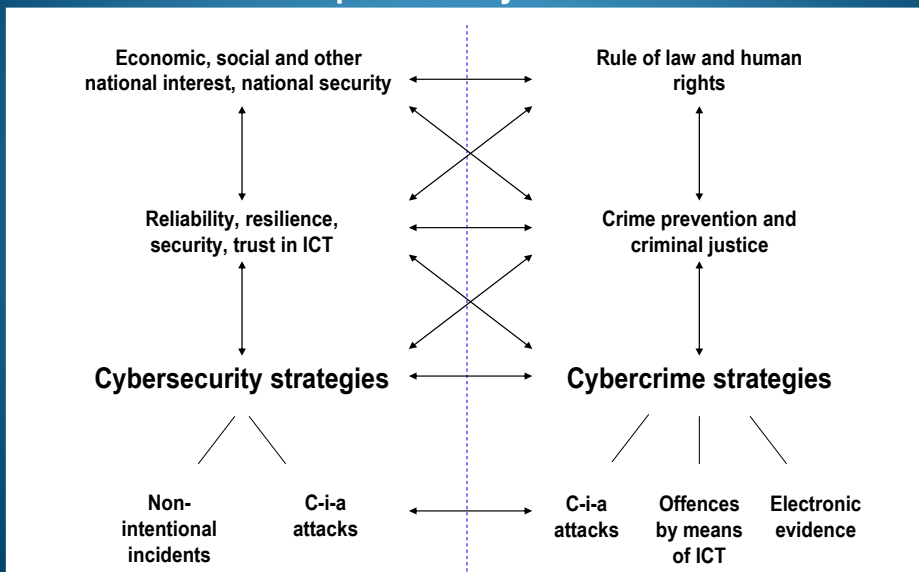 Economic, social and other
national interest, national security
Rule of law and human
rights
Reliability, resilience,
security, trust in ICT
Crime prevention and
criminal justice
Cybersecurity strategies
Cybercrime strategies
Non-
intentional
incidents
C-i-a
attacks
C-i-a
attacks
Offences
by means
of ICT
Electronic
evidence